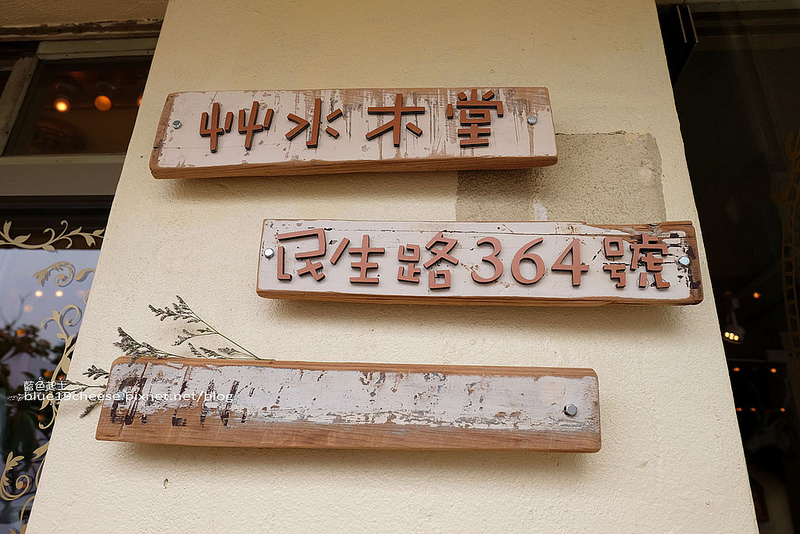 艸水木堂
民生路364號
藍色起士
blue19cheese.pixnet.net/blog